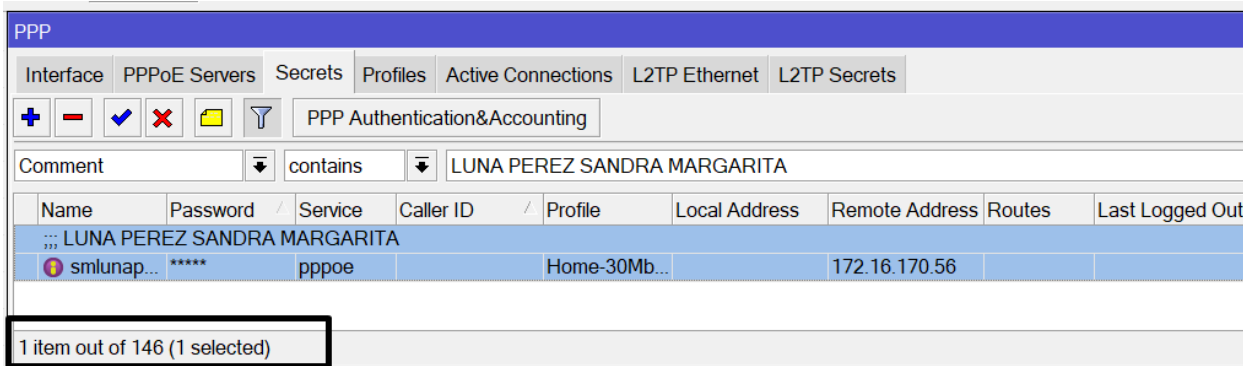 PPP
Interface PPPoE Servers Secrets Profiles Active Connections L2TP Ethernet L2TP Secrets
PPP Authentication&Accounting
Comment contains LUNA PEREZ SANDRA MARGARITA
Name Password Service Caller ID Profile Local Address Remote Address Routes Last Logged Out
;;; LUNA PEREZ SANDRA MARGARITA
smlunap... ***** pppoe Home-30Mb... 172.16.170.56
1 item out of 146 (1 selected)